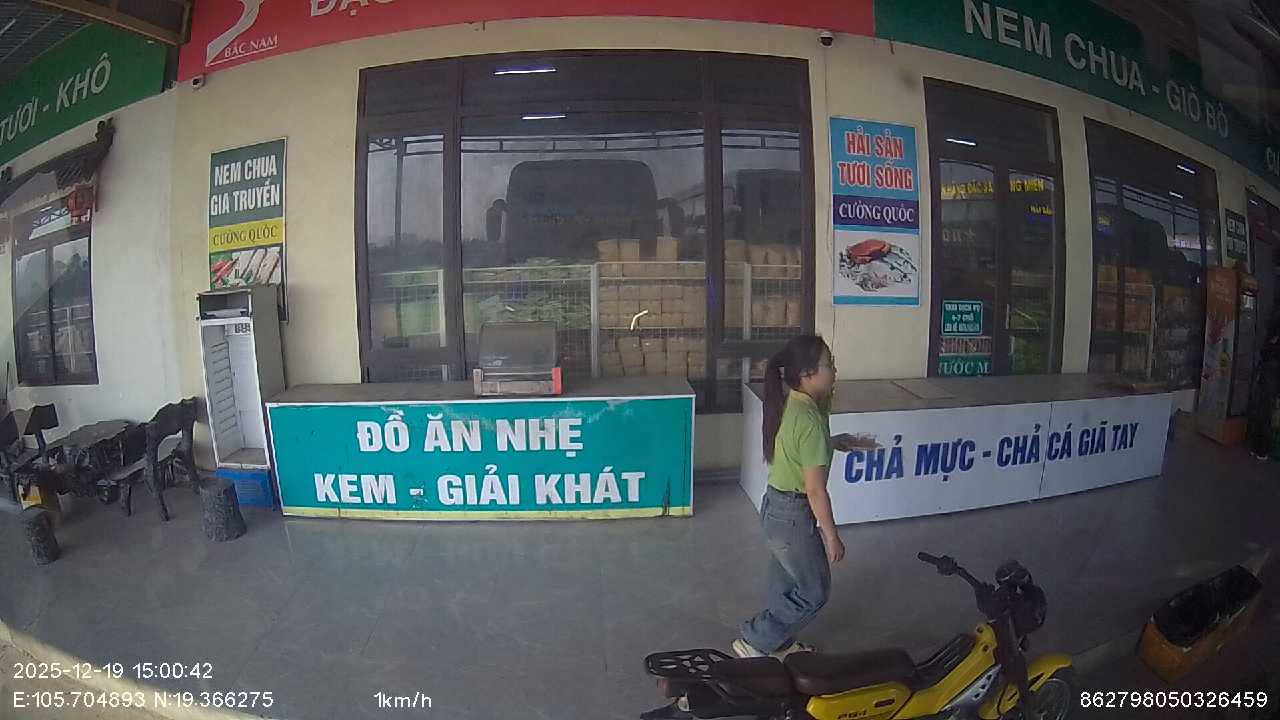 BẮC NAM
TƯƠI - KHÔ
NEM CHUA - GIÒ BÒ
NEM CHUA
GIA TRUYỀN
CƯỜNG QUỐC
HẢI SẢN
TƯƠI SỐNG
CƯỜNG QUỐC
ĐỒ ĂN NHẸ
KEM - GIẢI KHÁT
CHẢ MỰC - CHẢ CÁ GIÃ TAY
PG-1
2025-12-19 15:00:42
E:105.704893 N:19.366275
1km/h
862798050326459